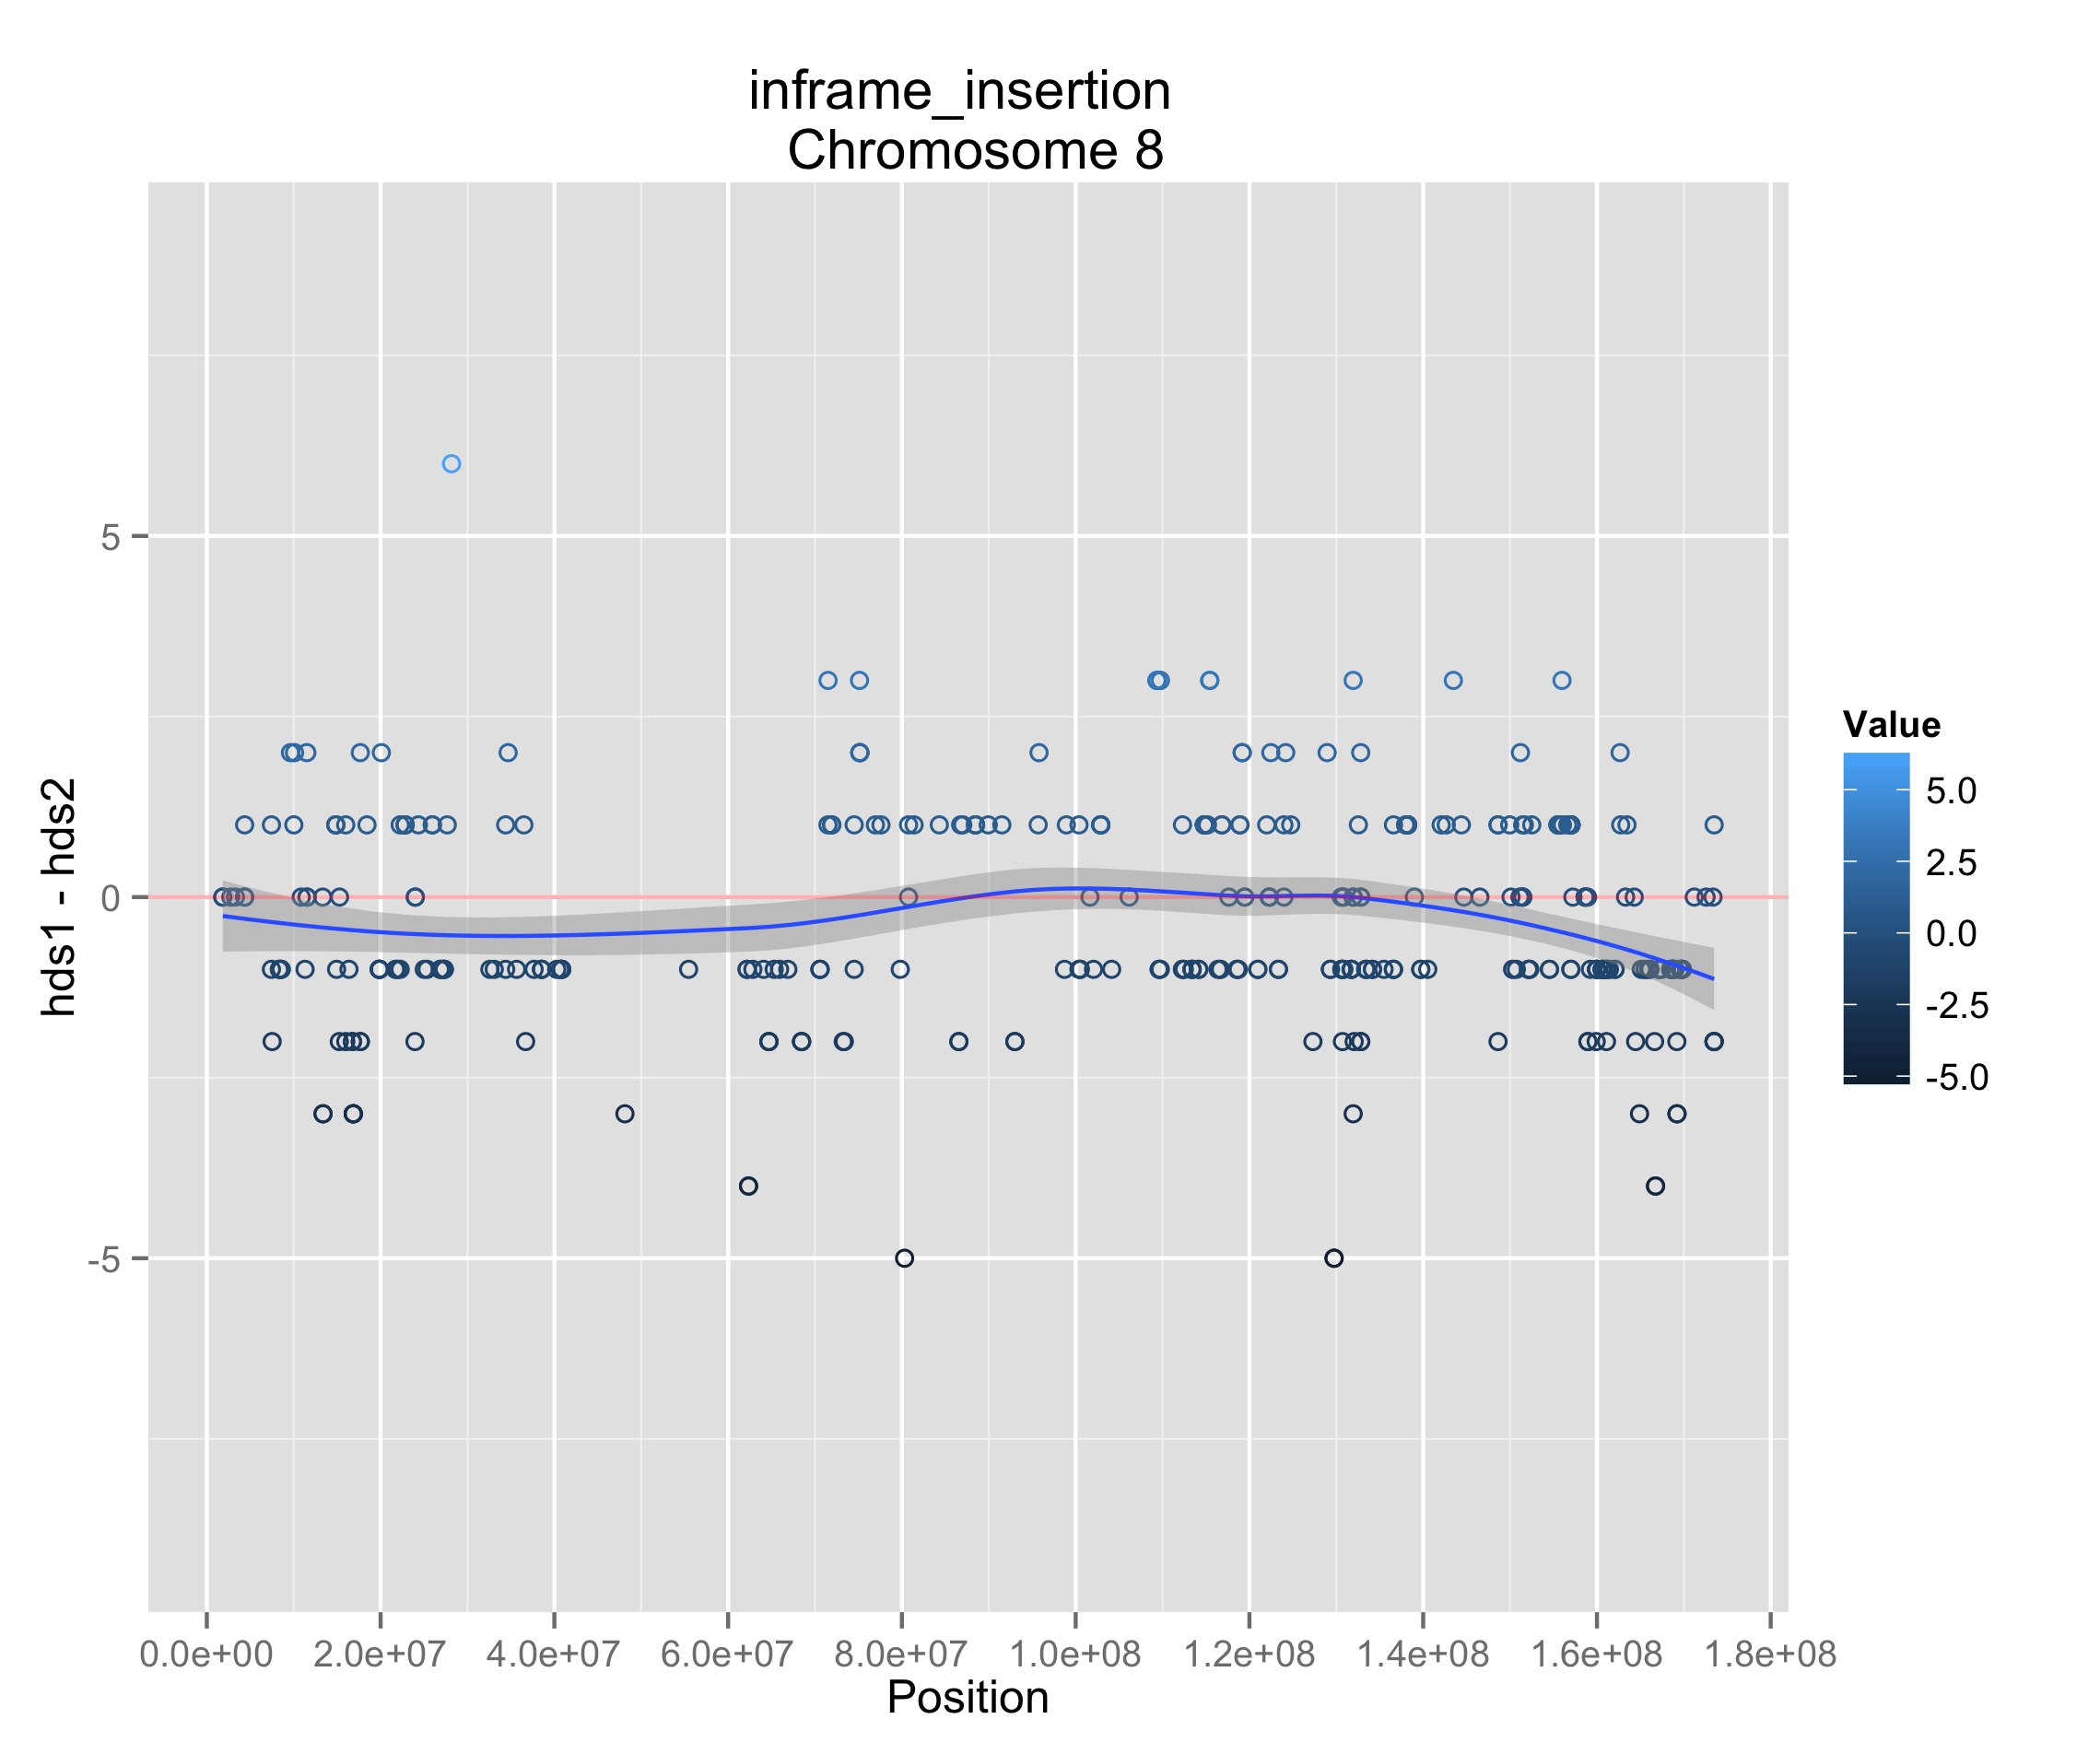 inframe_insertion
Chromosome 8
hds1 - hds2
5
0
-5
0.0e+00 2.0e+07 4.0e+07 6.0e+07 8.0e+07 1.0e+08 1.2e+08 1.4e+08 1.6e+08 1.8e+08
Position
Value
5.0
2.5
0.0
-2.5
-5.0